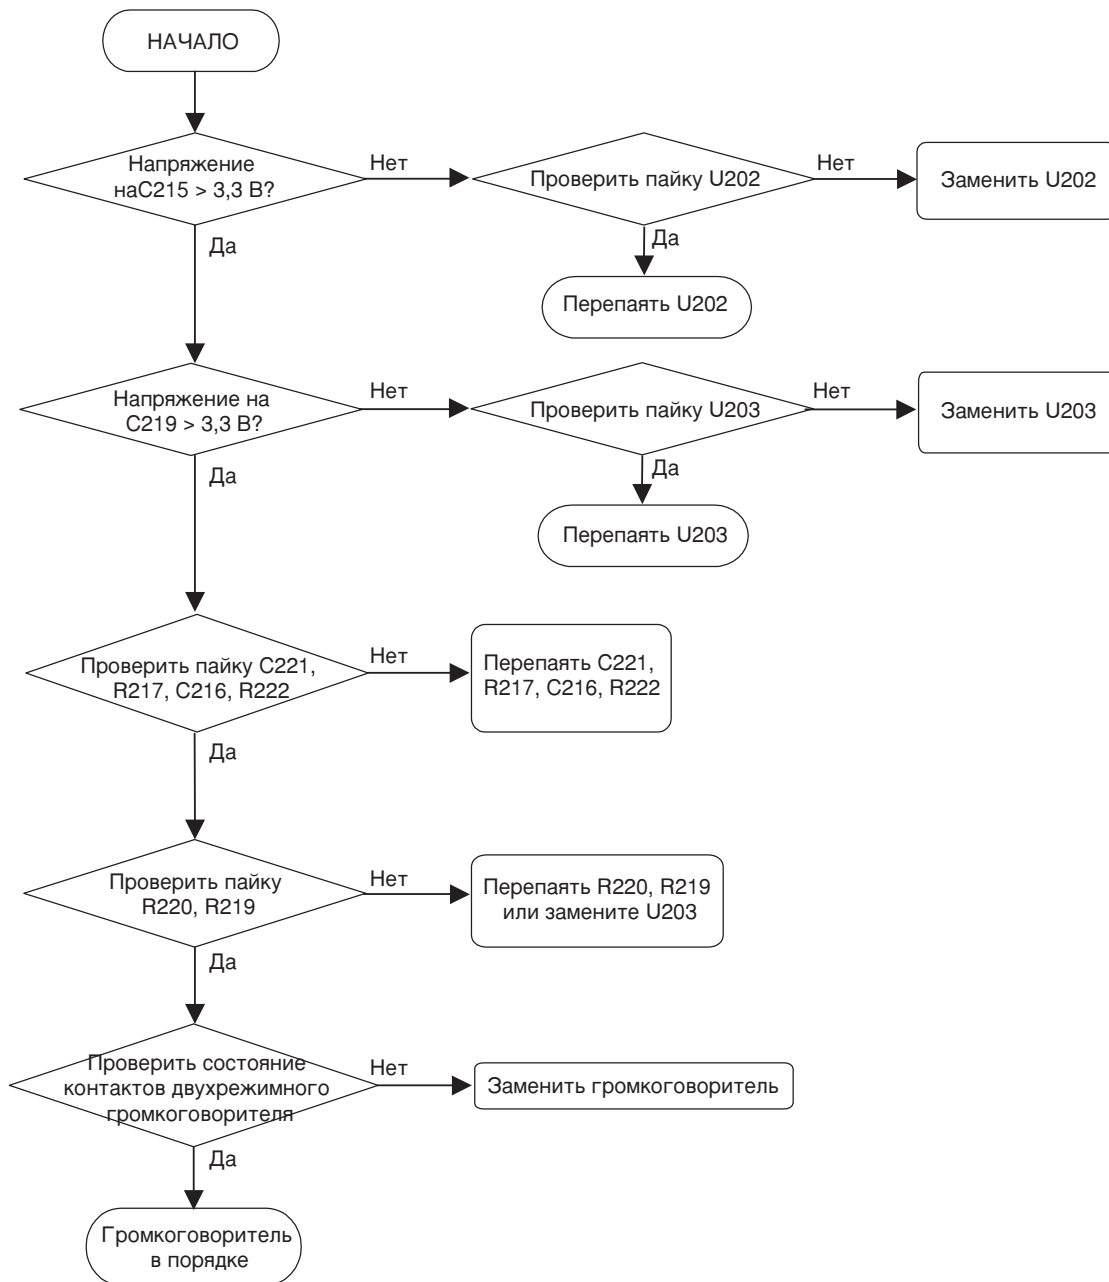 НАЧАЛО
Напряжение
наС215 > 3,3 В?
Нет
Проверить пайку U202
Нет
Заменить U202
Да
Да
Перепаять U202
Напряжение на
С219 > 3,3 В?
Нет
Проверить пайку U203
Нет
Заменить U203
Да
Да
Перепаять U203
Проверить пайку С221,
R217, C216, R222
Нет
Перепаять С221,
R217, C216, R222
Да
Проверить пайку
R220, R219
Нет
Перепаять R220, R219
или замените U203
Да
Проверить состояние
контактов двухрежимного
громкоговорителя
Нет
Заменить громкоговоритель
Да
Громкоговоритель
в порядке